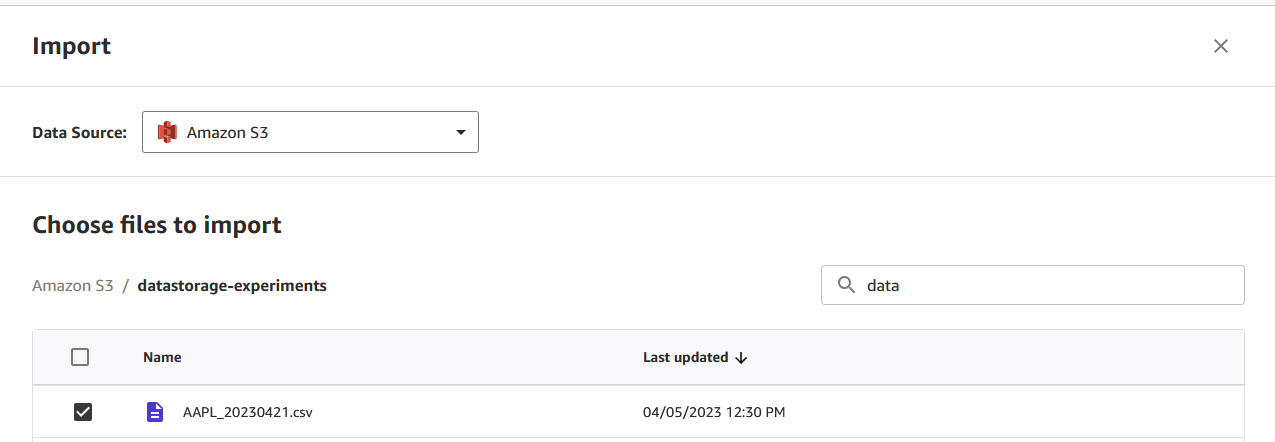 Import
Data Source: Amazon S3
Choose files to import
Amazon S3 / datastorage-experiments
data
Name Last updated
AAPL_20230421.csv 04/05/2023 12:30 PM